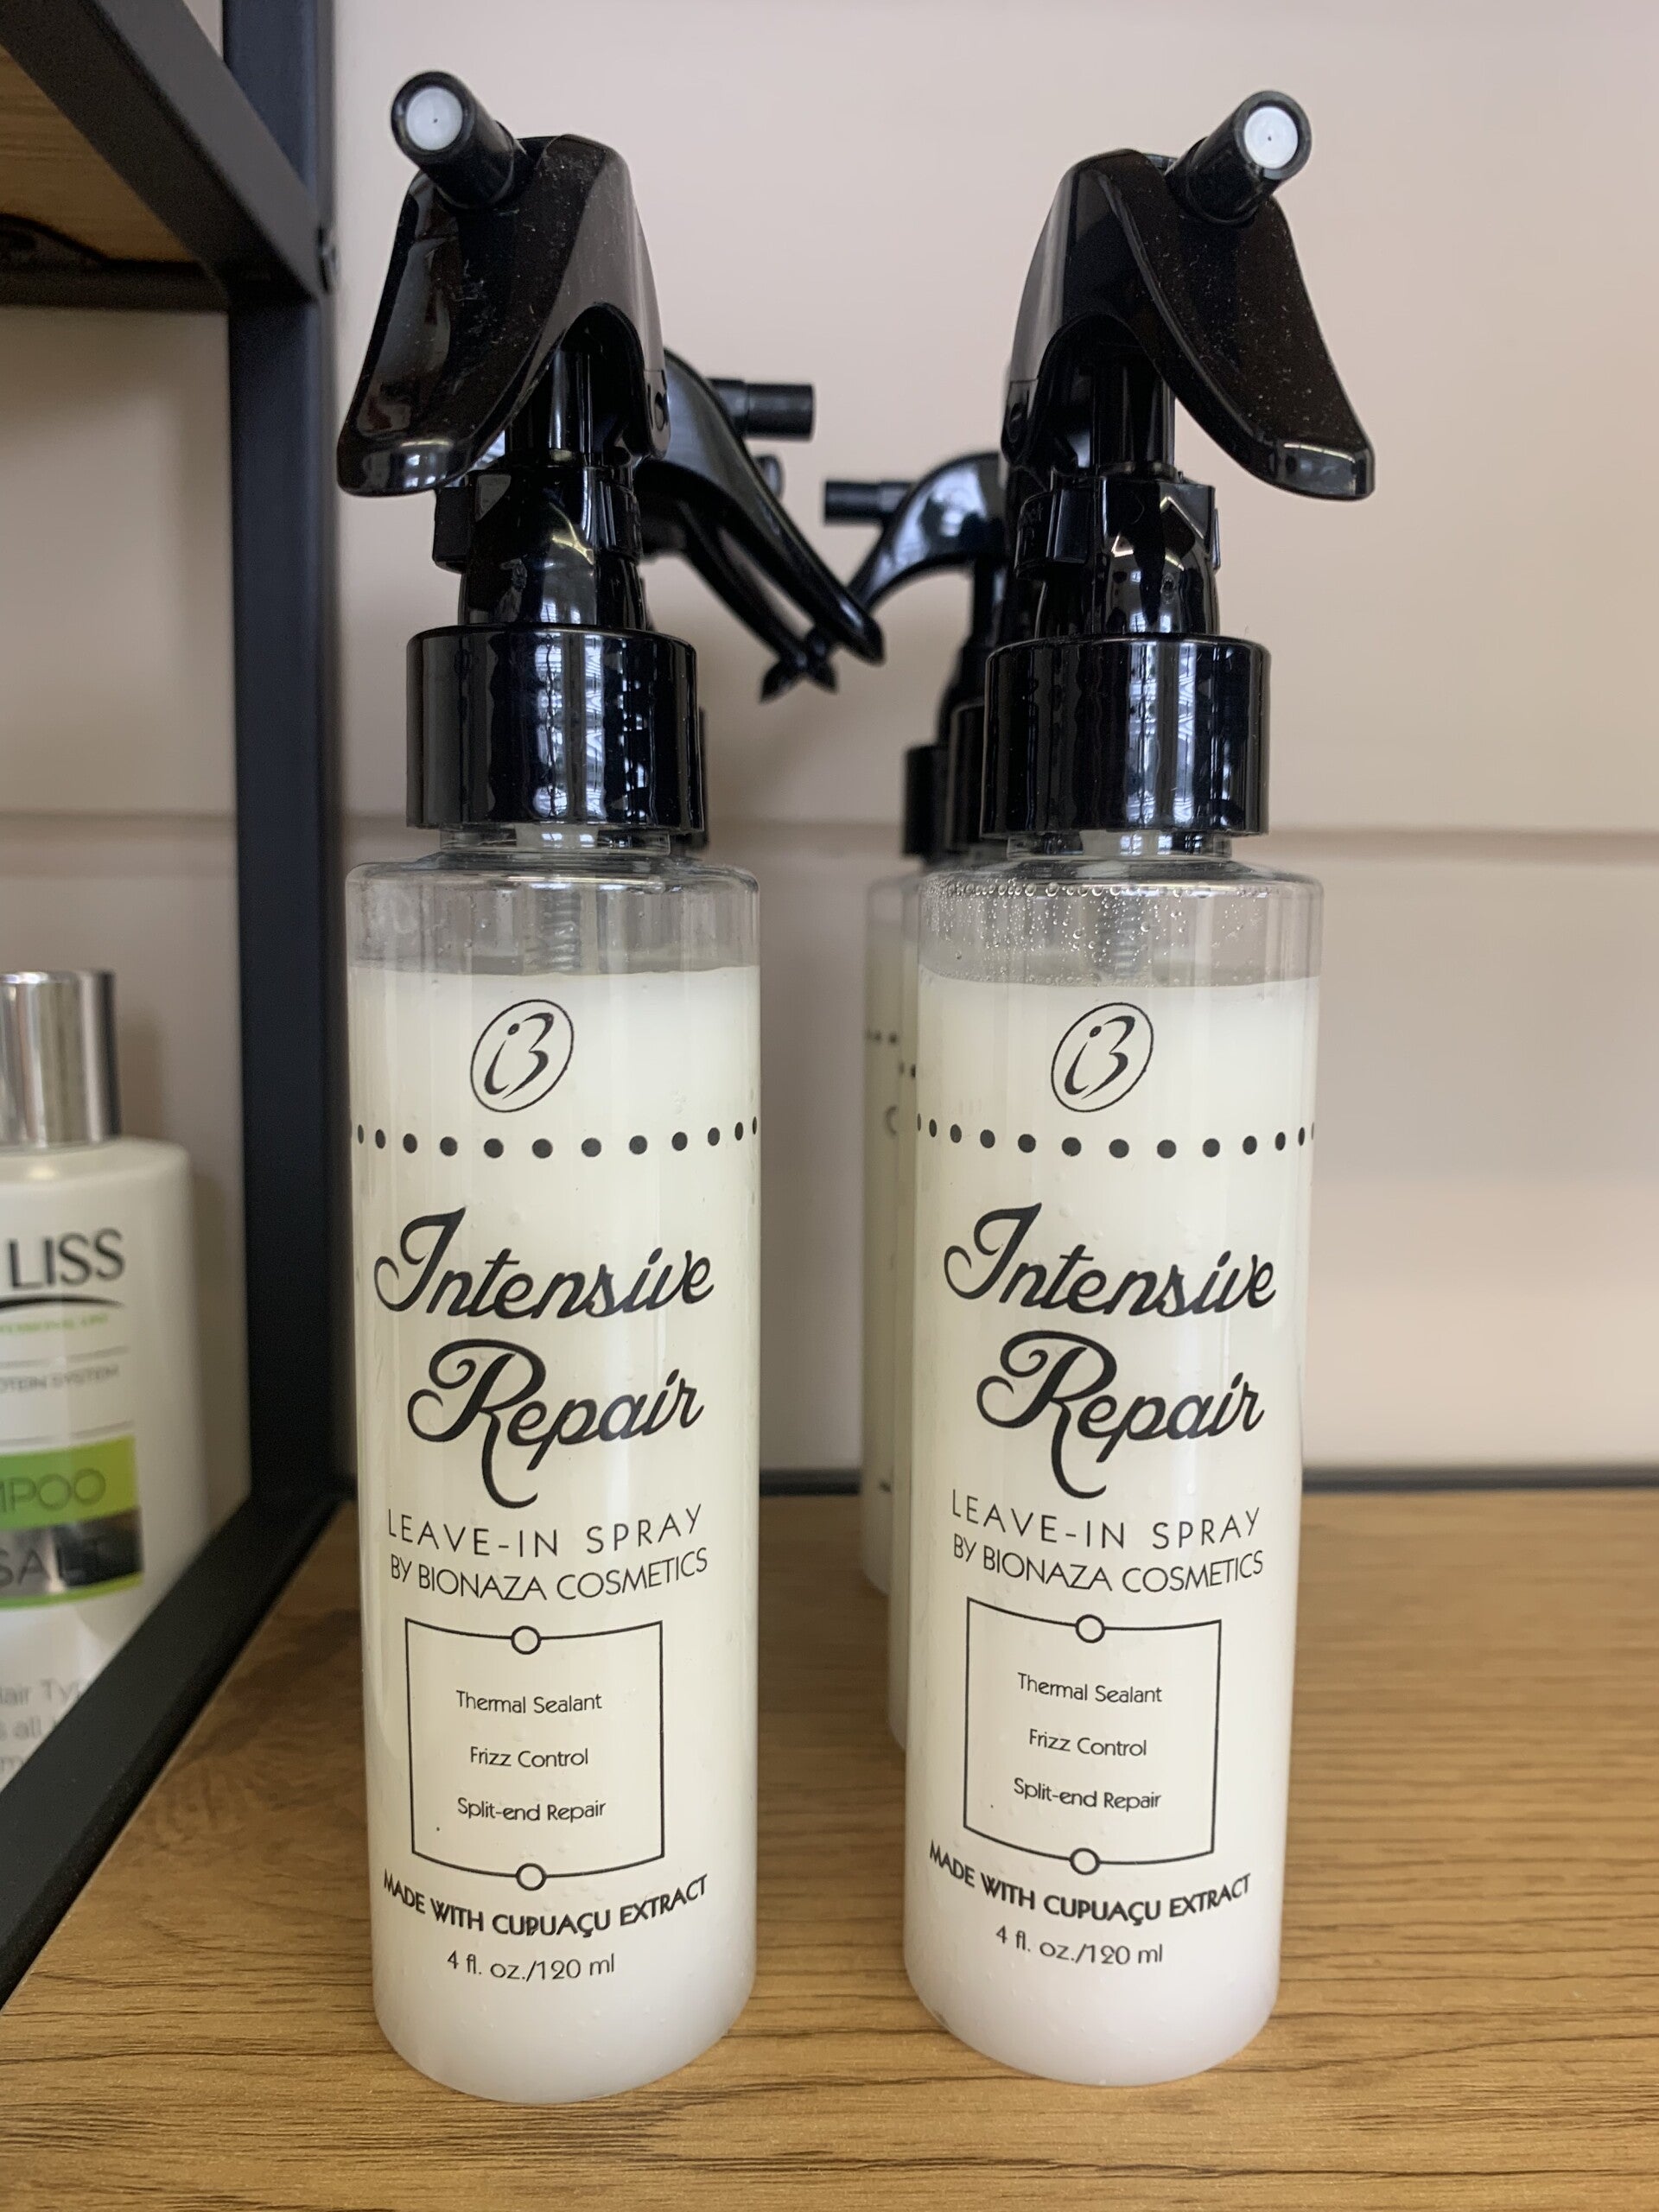 Intensive
Repair
LEAVE-IN SPRAY
BY BIONAZA COSMETICS
Thermal Sealant
Frizz Control
Split-end Repair
MADE WITH CUPUAÇU EXTRACT
4 fl. oz./120 ml
Intensive
Repair
LEAVE-IN SPRAY
BY BIONAZA COSMETICS
Thermal Sealant
Frizz Control
Split-end Repair
MADE WITH CUPUAÇU EXTRACT
4 fl. oz./120 ml
LISS
SYSTEM